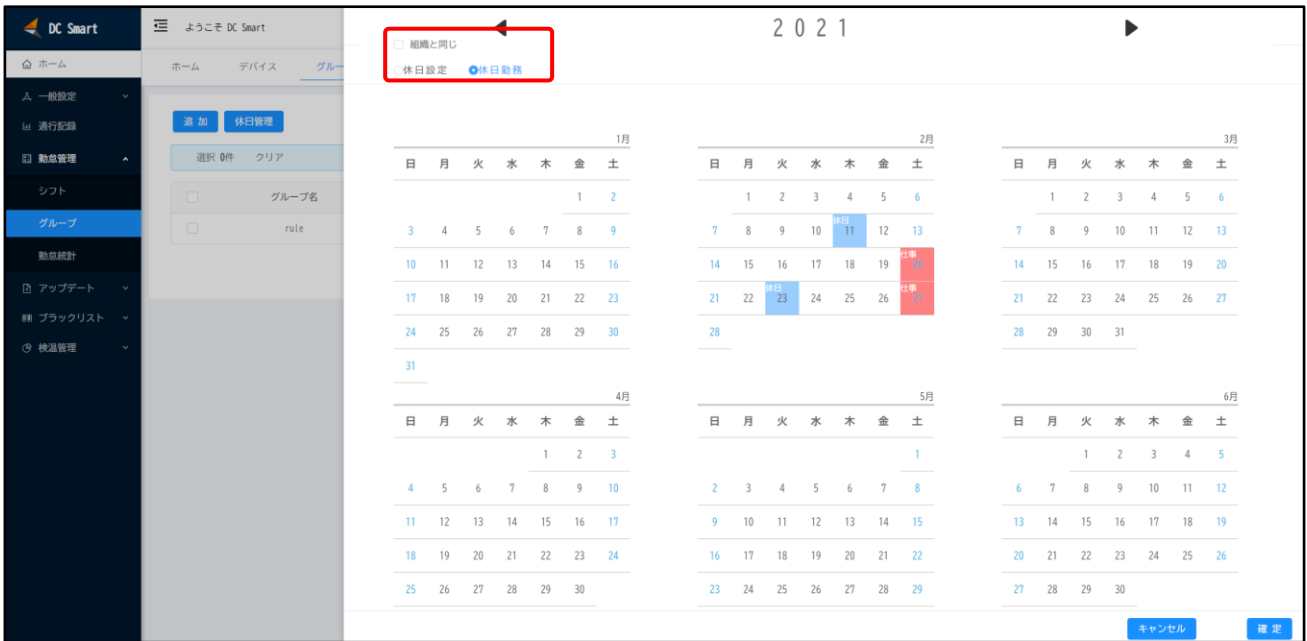 DC Smart
ホーム
一般設定
通行記録
勤怠管理
シフト
グループ
勤怠統計
アップデート
ブラックリスト
検温管理
ようこそ DC Smart
ホーム デバイス グルー
追 加 休日管理
選択 0件 クリア
グループ名
rule
2021
組織と同じ
休日設定 休日勤務
1月
日 月 火 水 木 金 土
1 2
3 4 5 6 7 8 9
10 11 12 13 14 15 16
17 18 19 20 21 22 23
24 25 26 27 28 29 30
31
2月
日 月 火 水 木 金 土
1 2 3 4 5 6
休日
7 8 9 10 11 12 13
仕事
14 15 16 17 18 19 20
休日 仕事
21 22 23 24 25 26 27
28
3月
日 月 火 水 木 金 土
1 2 3 4 5 6
7 8 9 10 11 12 13
14 15 16 17 18 19 20
21 22 23 24 25 26 27
28 29 30 31
4月
日 月 火 水 木 金 土
1 2 3
4 5 6 7 8 9 10
11 12 13 14 15 16 17
18 19 20 21 22 23 24
25 26 27 28 29 30
5月
日 月 火 水 木 金 土
1
2 3 4 5 6 7 8
9 10 11 12 13 14 15
16 17 18 19 20 21 22
23 24 25 26 27 28 29
6月
日 月 火 水 木 金 土
1 2 3 4 5
6 7 8 9 10 11 12
13 14 15 16 17 18 19
20 21 22 23 24 25 26
27 28 29 30
キャンセル 確 定